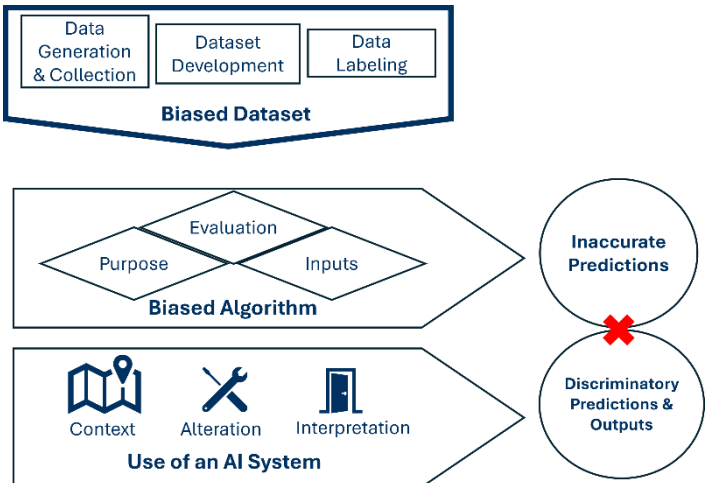 Data
Generation
& Collection
Dataset
Development
Data
Labeling
Biased Dataset
Evaluation
Purpose
Inputs
Biased Algorithm
Inaccurate
Predictions
Context
Alteration
Interpretation
Use of an AI System
Discriminatory
Predictions &
Outputs